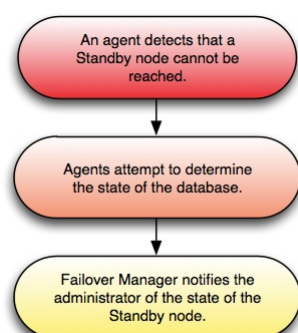 An agent detects that a
Standby node cannot be
reached.
Agents attempt to determine
the state of the database.
Failover Manager notifies the
administrator of the state of the
Standby node.